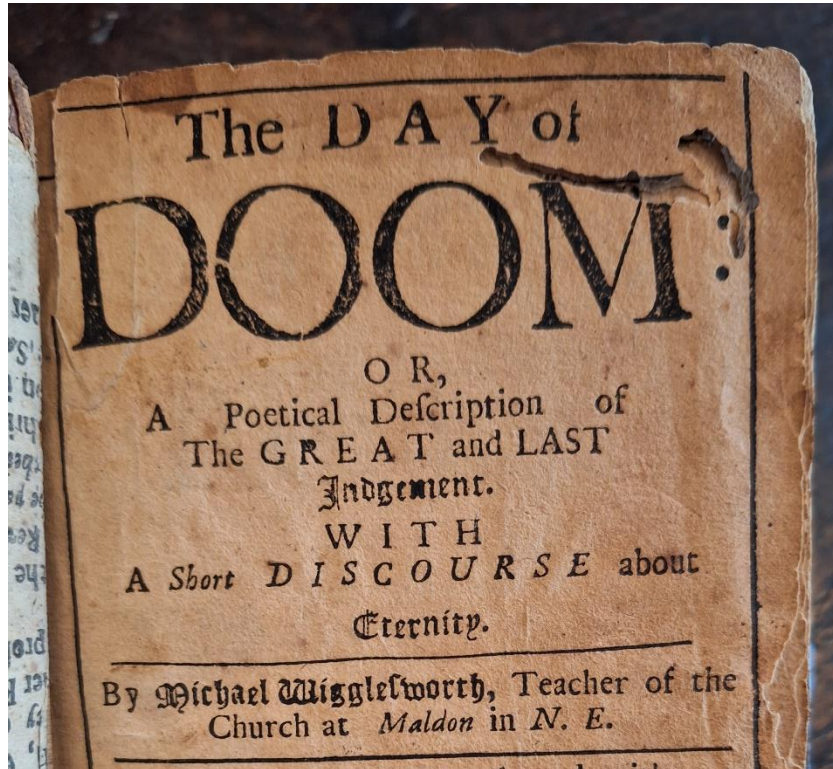 The DAY of
DOOM:
OR,
A Poetical Deſcription of
The GREAT and LAST
Judgement.
WITH
A Short DISCOURSE about
Eternity.
By Michael Wiggleſworth, Teacher of the
Church at Maldon in N. E.